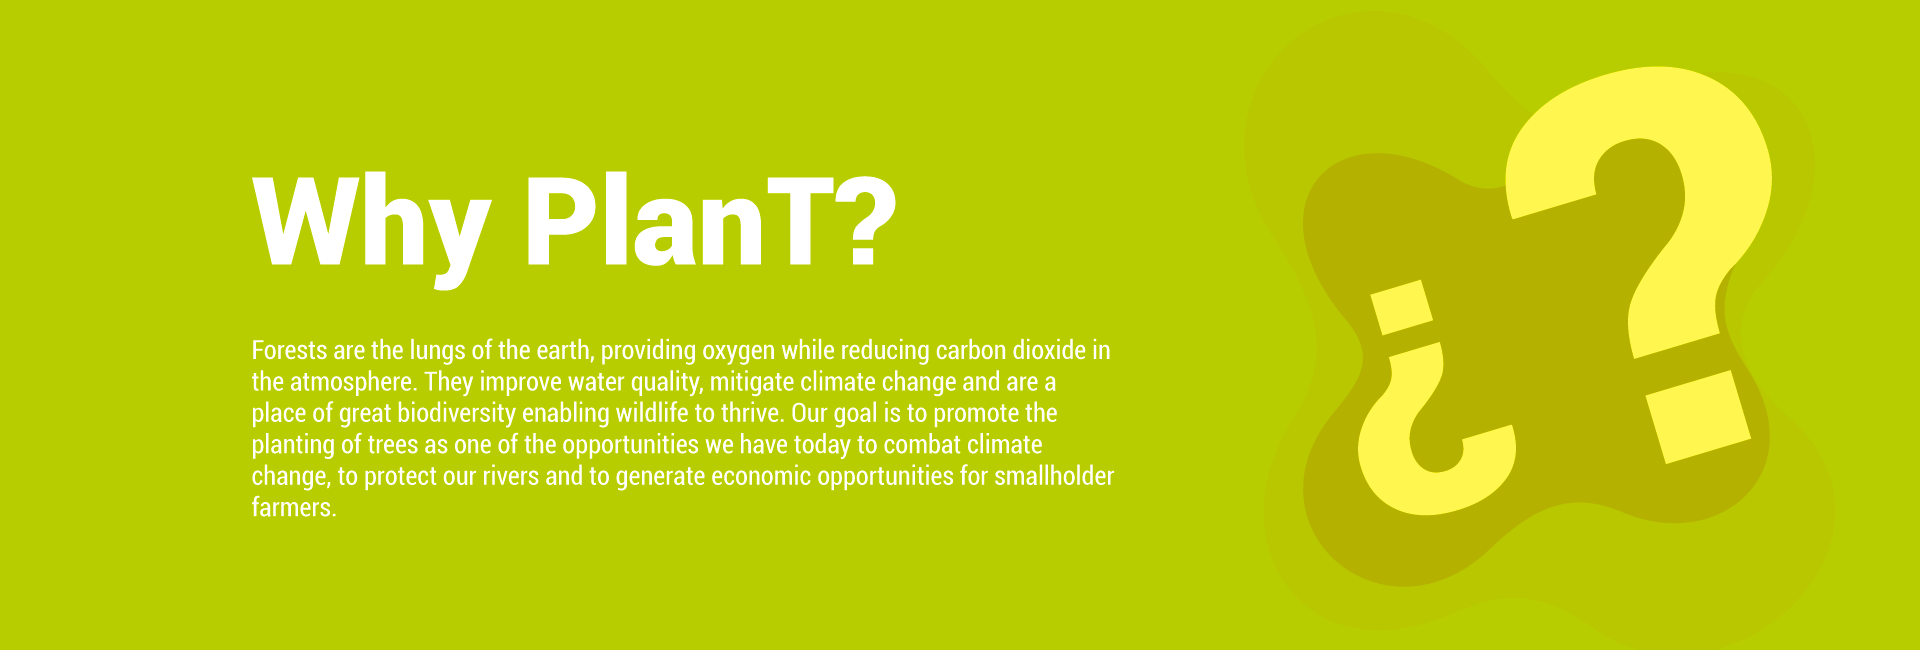 Why PlanT?
Forests are the lungs of the earth, providing oxygen while reducing carbon dioxide in
the atmosphere. They improve water quality, mitigate climate change and are a
place of great biodiversity enabling wildlife to thrive. Our goal is to promote the
planting of trees as one of the opportunities we have today to combat climate
change, to protect our rivers and to generate economic opportunities for smallholder
farmers.
¿?